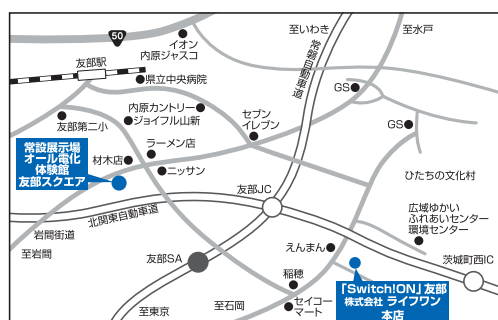 50
イオン
内原ジャスコ
至いわき
至水戸
友部駅
県立中央病院
常磐自動車道
GS
内原カントリー
ジョイフル山新
友部第二小
セブン
イレブン
GS
常設展示場
オール電化
体験館
友部スクエア
ラーメン店
材木店
ニッサン
ひたちの文化村
友部JC
北関東自動車道
広域ゆかい
ふれあいセンター
環境センター
岩間街道
至岩間
友部SA
えんまん
茨城町西IC
稲穂
「Switch!ON」友部
株式会社 ライフワン
本店
セイコー
マート
至東京
至石岡